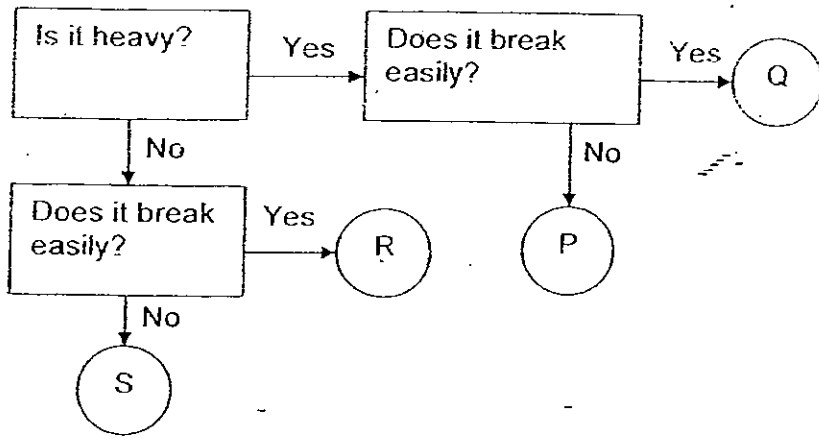 Is it heavy?
Yes
Does it break
easily?
Yes
Q
No
No
Does it break
easily?
Yes
R
P
No
S